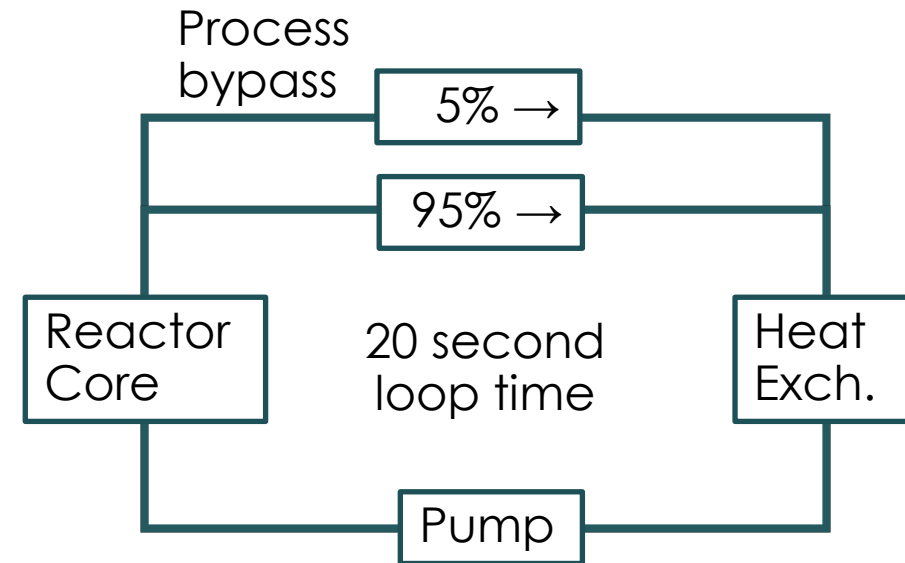 Process
bypass
5% →
95% →
Reactor
Core
20 second
loop time
Heat
Exch.
Pump